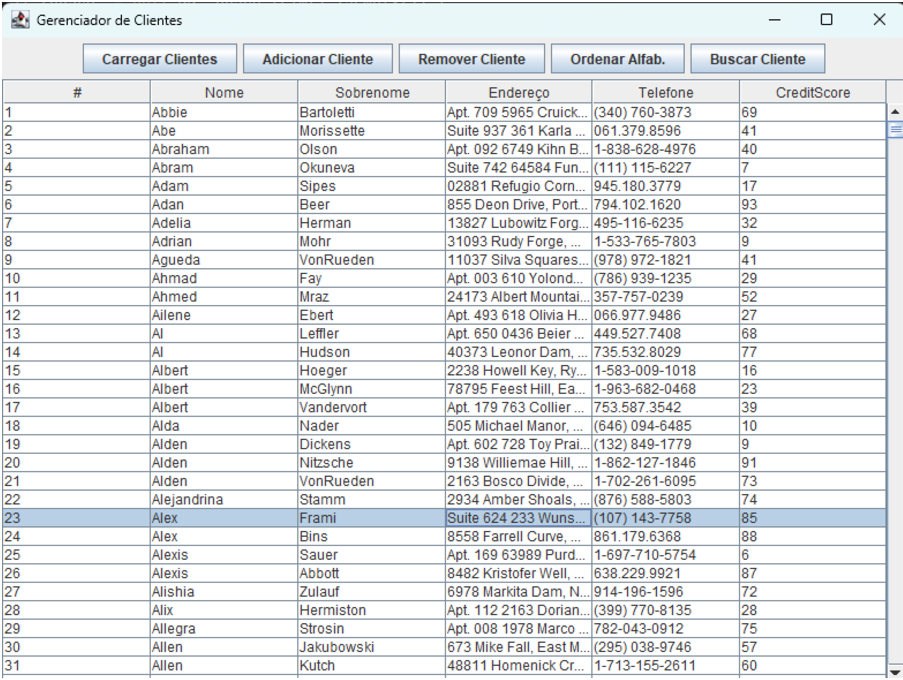 Gerenciador de Clientes
Carregar Clientes Adicionar Cliente Remover Cliente Ordenar Alfab. Buscar Cliente
# Nome Sobrenome Endereço Telefone CreditScore
1 Abbie Bartoletti Apt. 709 5965 Cruick... (340) 760-3873 69
2 Abe Morissette Suite 937 361 Karla ... 061.379.8596 41
3 Abraham Olson Apt. 092 6749 Kihn B... 1-838-628-4976 40
4 Abram Okuneva Suite 742 64584 Fun... (111) 115-6227 7
5 Adam Sipes 02881 Refugio Corn... 945.180.3779 17
6 Adan Beer 855 Deon Drive, Port... 794.102.1620 93
7 Adelia Herman 13827 Lubowitz Forg... 495-116-6235 32
8 Adrian Mohr 31093 Rudy Forge, ... 1-533-765-7803 9
9 Agueda VonRueden 11037 Silva Squares... (978) 972-1821 41
10 Ahmad Fay Apt. 003 610 Yolond... (786) 939-1235 29
11 Ahmed Mraz 24173 Albert Mountai... 357-757-0239 52
12 Ailene Ebert Apt. 493 618 Olivia H... 066.977.9486 27
13 Al Leffler Apt. 650 0436 Beier ... 449.527.7408 68
14 Al Hudson 40373 Leonor Dam, ... 735.532.8029 77
15 Albert Hoeger 2238 Howell Key, Ry... 1-583-009-1018 16
16 Albert McGlynn 78795 Feest Hill, Ea... 1-963-682-0468 23
17 Albert Vandervort Apt. 179 763 Collier ... 753.587.3542 39
18 Alda Nader 505 Michael Manor, ... (646) 094-6485 10
19 Alden Dickens Apt. 602 728 Toy Prai... (132) 849-1779 9
20 Alden Nitzsche 9138 Williemae Hill, ... 1-862-127-1846 91
21 Alden VonRueden 2163 Bosco Divide, ... 1-702-261-6095 73
22 Alejandrina Stamm 2934 Amber Shoals, ... (876) 588-5803 74
23 Alex Frami Suite 624 233 Wuns... (107) 143-7758 85
24 Alex Bins 8558 Farrell Curve, ... 861.179.6368 88
25 Alexis Sauer Apt. 169 63989 Purd... 1-697-710-5754 6
26 Alexis Abbott 8482 Kristofer Well, ... 638.229.9921 87
27 Alishia Zulauf 6978 Markita Dam, N... 914-196-1596 72
28 Alix Hermiston Apt. 112 2163 Dorian... (399) 770-8135 28
29 Allegra Strosin Apt. 008 1978 Marco ... 782-043-0912 75
30 Allen Jakubowski 673 Mike Fall, East M... (295) 038-9746 57
31 Allen Kutch 48811 Homenick Cr... 1-713-155-2611 60